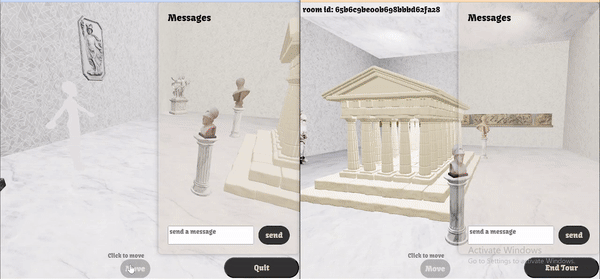 Messages
send a message
send
Click to move
Move
Quit
room id: 65b6c9be00b698bbbd62fa28
Messages
send a message
send
Activate Windows
Go to Settings to activate Windows.
Click to move
Move
End Tour